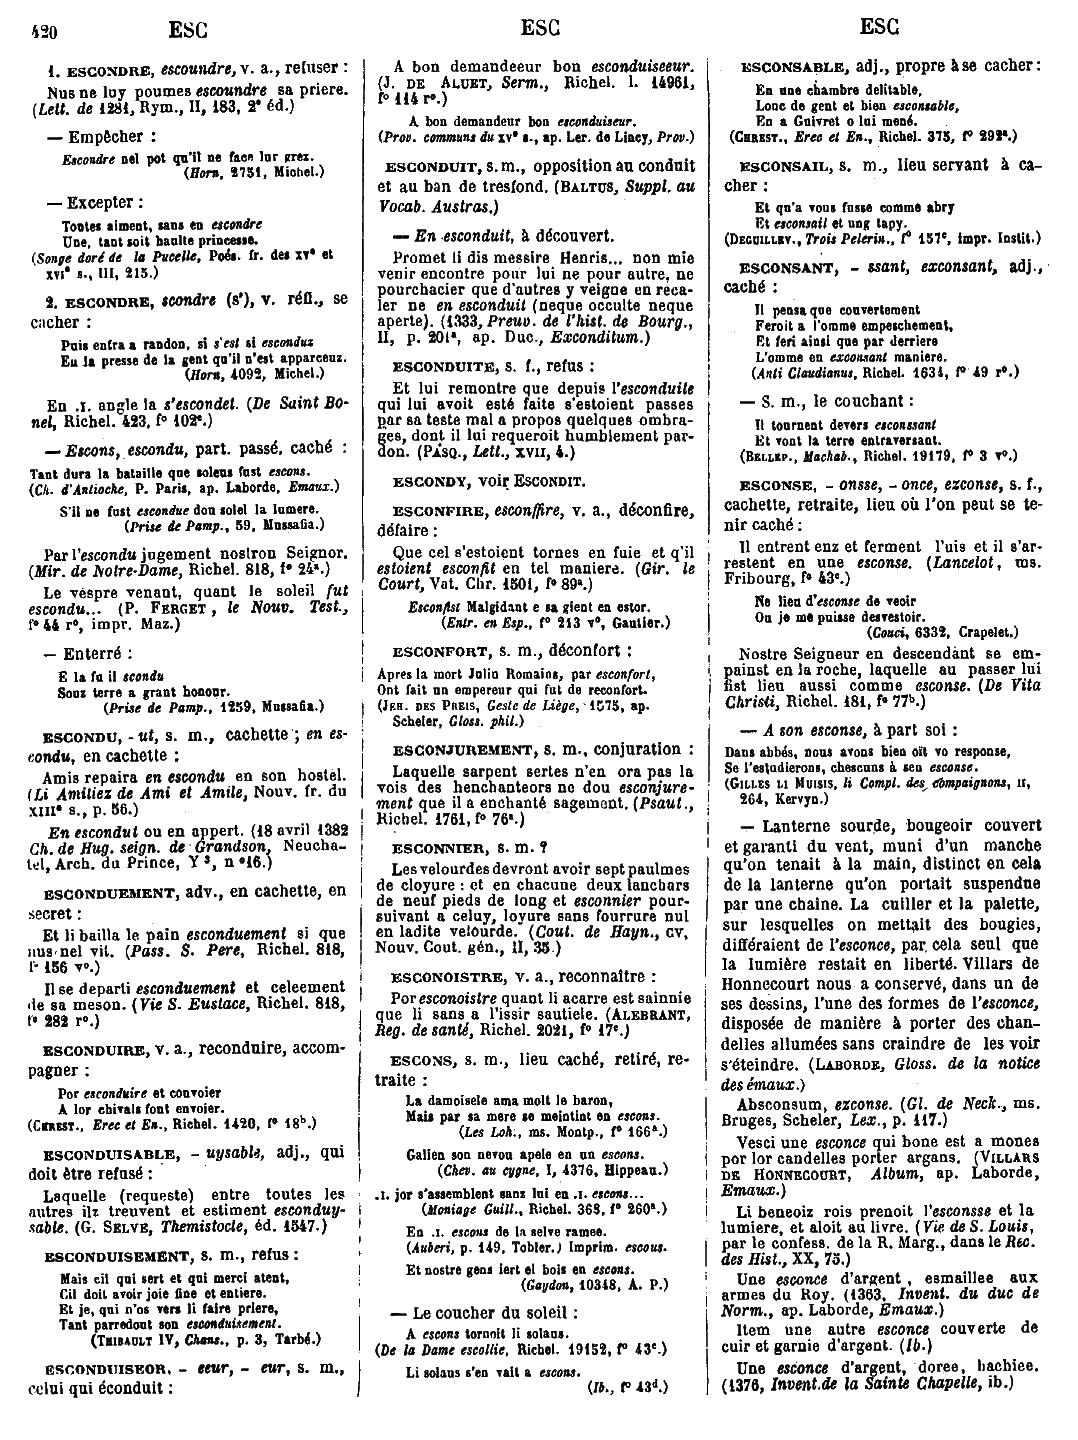 420 ESC ESC ESC
1. ESCONDRE, escoundre, v. a., refuser :
Nus ne luy poumes escoundre sa priere.
(Lett. de 1281, Rym., II, 183, 2e éd.)
— Empêcher :
Escondre nel pot qu'il ne face lur grez.
(Horn, 2751, Michel.)
— Excepter :
Toutes aiment, sans en escondre
Une, tant soit haulte princesse.
(Songe doré de la Pucelle, Poés. fr. des xve et
xvie s., III, 215.)
2. ESCONDRE, scondre (s'), v. réfl., se
cacher :
Puis entra a randon, si s'est si esconduz
En la presse de la gent qu'il n'est apparceuz.
(Horn, 4092, Michel.)
En .I. angle la s'escondet. (De Saint Bo-
net, Richel. 423, fo 102e.)
— Escons, escondu, part. passé, caché :
Tant dura la bataille que solens fust escons.
(Ch. d'Antioche, P. Paris, ap. Laborde, Emaux.)
S'il ne fust escondue dou solel la lumere.
(Prise de Pamp., 59, Mussafia.)
Par l'escondu jugement nostron Seignor.
(Mir. de Notre-Dame, Richel. 818, fo 24a.)
Le vespre venant, quant le soleil fut
escondu... (P. FERGET, le Nouv. Test.,
fo 44 ro, impr. Maz.)
— Enterré :
E la fu il scondu
Souz terre a grant honour.
(Prise de Pamp., 1259, Mussafia.)
ESCONDU, - ut, s. m., cachette ; en es-
condu, en cachette :
Amis repaira en escondu en son hostel.
(Li Amitiez de Ami et Amile, Nouv. fr. du
XIIIe s., p. 56.)
En escondut ou en appert. (18 avril 1382
Ch. de Hug. seign. de Grandson, Neucha-
tel, Arch. du Prince, Y 3, no 16.)
ESCONDUEMENT, adv., en cachette, en
secret :
Et li bailla le pain esconduement si que
nus nel vit. (Pass. S. Pere, Richel. 818,
fo 156 vo.)
Il se departi esconduement et celeement
de sa meson. (Vie S. Eustace, Richel. 818,
fo 282 ro.)
ESCONDUIRE, v. a., reconduire, accom-
pagner :
Por esconduire et convoier
A lor chivals font envoier.
(CHREST., Erec et En., Richel. 1420, fo 18b.)
ESCONDUISABLE, - uysable, adj., qui
doit être refusé :
Laquelle (requeste) entre toutes les
autres ilz treuvent et estiment esconduy-
sable. (G. SELVE, Themistocle, éd. 1547.)
ESCONDUISEMENT, s. m., refus :
Mais cil qui sert et qui merci atent,
Cil doit avoir joie fine et entiere.
Et je, qui n'os vers li faire priere,
Tant parredout son esconduisement.
(THIBAULT IV, Chans., p. 3, Tarbé.)
ESCONDUISEOR, - eeur, - eur, s. m.,
celui qui éconduit :
A bon demandeeur bon esconduiseeur.
(J. DE ALUET, Serm., Richel. l. 14961,
fo 114 ro.)
A bon demandeur bon esconduiseur.
(Prov. communs du xve s., ap. Ler. de Lincy, Prov.)
ESCONDUIT, s. m., opposition au conduit
et au ban de tresfond. (BALTUS, Suppl. au
Vocab. Austras.)
— En esconduit, à découvert.
Promet li dis messire Henris... non mie
venir encontre pour lui ne pour autre, ne
pourchacier que d'autres y veigne en reca-
ler ne en esconduit (neque occulte neque
aperte). (1333, Preuv. de l'hist. de Bourg.,
II, p. 201a, ap. Duc., Exconditum.)
ESCONDUITE, s. f., refus :
Et lui remontre que depuis l'esconduite
qui lui avoit esté faite s'estoient passes
par sa teste mal a propos quelques ombra-
ges, dont il lui requeroit humblement par-
don. (PASQ., Lett., XVII, 4.)
ESCONDY, voir ESCONDIT.
ESCONFIRE, esconffire, v. a., déconfire,
défaire :
Que cel s'estoient tornes en fuie et q'il
estoient esconfit en tel maniere. (Gir. le
Court, Vat. Chr. 1501, fo 89a.)
Esconfist Malgidant e sa gient en estor.
(Entr. en Esp., fo 213 vo, Gautier.)
ESCONFORT, s. m., déconfort :
Apres la mort Julin Romains, par esconfort,
Ont fait un empereur qui fut de reconfort.
(JEH. DES PREIS, Geste de Liège, 1575, ap.
Scheler, Gloss. phil.)
ESCONJUREMENT, s. m., conjuration :
Laquelle sarpent sertes n'en ora pas la
vois des henchanteors ne dou esconjure-
ment que il a enchanté sagement. (Psaut.,
Richel. 1761, fo 76a.)
ESCONNIER, s. m. ?
Les velourdes devront avoir sept paulmes
de cloyure : et en chacune deux lanchars
de neuf pieds de long et esconnier pour-
suivant a celuy, loyure sans fourrure nul
en ladite velourde. (Cout. de Hayn., CV,
Nouv. Cout. gén., II, 35.)
ESCONOISTRE, v. a., reconnaître :
Por esconoistre quant li acarre est sainnie
que li sans a l'issir sautiele. (ALEBRANT,
Reg. de santé, Richel. 2021, fo 17e.)
ESCONS, s. m., lieu caché, retiré, re-
traite :
La damoisele ama molt le baron,
Mais par sa mere se meintint en escons.
(Les Loh., ms. Montp., fo 166a.)
Galien son nevou apele en un escons.
(Chev. au cygne, I, 4376, Hippeau.)
.I. jor s'assemblent sanz lui en .I. escons...
(Moniage Guill., Richel. 368, fo 260a.)
En .I. escous de la selve ramee.
(Auberi, p. 149, Tobler.) Imprim. escous.
Et nostre gens iert el bois en escons.
(Gaydon, 10348, A. P.)
— Le coucher du soleil :
A escons tornoit li solaus.
(De la Dame escollie, Richel. 19152, fo 43c.)
Li solaus s'en vait a escons.
(Ib., fo 43d.)
ESCONSABLE, adj., propre à se cacher :
En une chambre delitable,
Lonc de gent et bien esconsable,
En a Guivret o lui mené.
(CHREST., Erec et En., Richel. 375, fo 292a.)
ESCONSAIL, s. m., lieu servant à ca-
cher :
Et qu'a vous fusse comme abry
Et esconsail et ung tapy.
(DEGUILLEV., Trois Pelerin., fo 157c, impr. Instit.)
ESCONSANT, - ssant, exconsant, adj.,
caché :
Il pensa que couvertement
Feroit a l'omme empeschement,
Et feri ainsi que par derriere
L'omme en exconsant maniere.
(Anti Claudianus, Richel. 1634, fo 49 ro.)
— S. m., le couchant :
Il tournent devers esconssant
Et vont la terre entraversant.
(BELLEP., Machab., Richel. 19179, fo 3 vo.)
ESCONSE, - onsse, - once, exconse, s. f.,
cachette, retraite, lieu où l'on peut se te-
nir caché :
Il entrent enz et ferment l'uis et il s'ar-
restent en une esconse. (Lancelot, ms.
Fribourg, fo 43c.)
Ne lieu d'esconse de veoir
Ou je me puisse desvestoir.
(Couci, 6332, Crapelet.)
Nostre Seigneur en descendant se em-
painst en la roche, laquelle au passer lui
fist lieu aussi comme esconse. (De Vita
Christi, Richel. 181, fo 77b.)
— A son esconse, à part soi :
Dans abbés, nous avons bien oït vo response,
Se l'estudierons, chescuns à sen esconse.
(GILLES LI MUISIS, li Compl. des compaignons, II,
264, Kervyn.)
— Lanterne sourde, bougeoir couvert
et garanti du vent, muni d'un manche
qu'on tenait à la main, distinct en cela
de la lanterne qu'on portait suspendue
par une chaîne. La cuiller et la palette,
sur lesquelles on mettait des bougies,
différaient de l'esconce, par cela seul que
la lumière restait en liberté. Villars de
Honnecourt nous a conservé, dans un de
ses dessins, l'une des formes de l'esconce,
disposée de manière à porter des chan-
delles allumées sans craindre de les voir
s'éteindre. (LABORDE, Gloss. de la notice
des émaux.)
Absconsum, exconse. (Gl. de Neck., ms.
Bruges, Scheler, Lex., p. 117.)
Vesci une esconce qui bone est a mones
por lor candelles porter argans. (VILLARS
DE HONNECOURT, Album, ap. Laborde,
Emaux.)
Li beneoiz rois prenoit l'esconsse et la
lumiere, et aloit au livre. (Vie de S. Louis,
par le confess. de la R. Marg., dans le Rec.
des Hist., XX, 75.)
Une esconce d'argent, esmaillee aux
armes du Roy. (1363, Invent. du duc de
Norm., ap. Laborde, Emaux.)
Item une autre esconce couverte de
cuir et garnie d'argent. (Ib.)
Une esconce d'argent, doree, hachiee.
(1376, Invent. de la Sainte Chapelle, ib.)